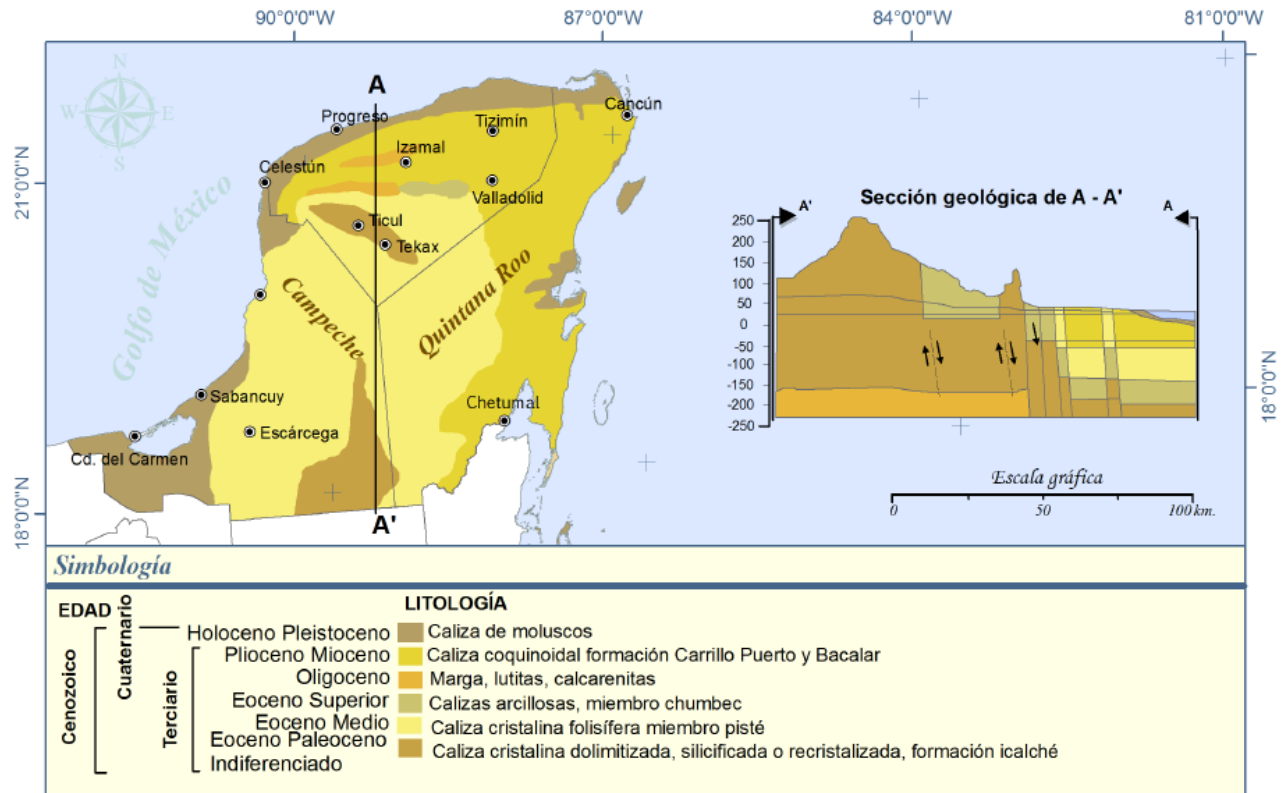 90°0'0"W 87°0'0"W 84°0'0"W 81°0'0"W
N
W E
S
A
Progreso
Cancún
Tizimín
Izamal
Celestún
21°0'0"N
Valladolid
Golfo de México
Ticul
Tekax
Campeche
Quintana Roo
Sabancuy
Chetumal
Escárcega
Cd. del Carmen
18°0'0"N
A'
Sección geológica de A - A'
A' A
250
200
150
100
50
0
-50
-100
-150
-200
-250
18°0'0"N
Escala gráfica
0 50 100 km.
Simbología
EDAD LITOLOGÍA
Cenozoico
Cuaternario
Terciario
Holoceno Pleistoceno Caliza de moluscos
Plioceno Mioceno Caliza coquinoidal formación Carrillo Puerto y Bacalar
Oligoceno Marga, lutitas, calcarenitas
Eoceno Superior Calizas arcillosas, miembro chumbec
Eoceno Medio Caliza cristalina folisífera miembro pisté
Eoceno Paleoceno Caliza cristalina dolimitizada, silicificada o recristalizada, formación icalché
Indiferenciado